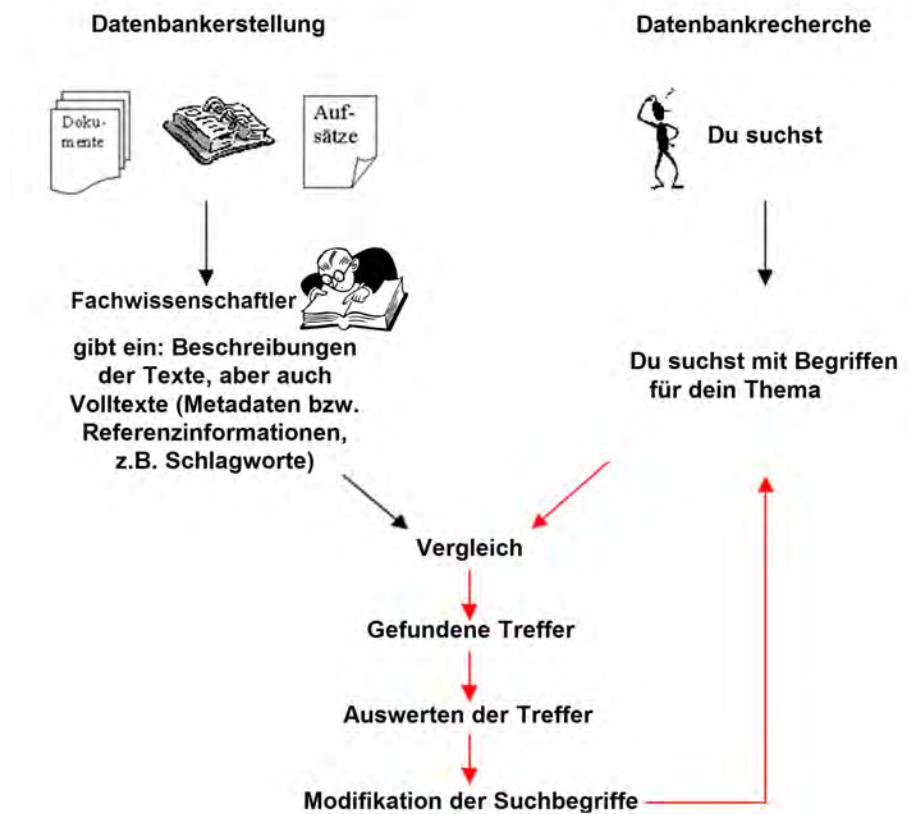 Datenbankerstellung
Datenbankrecherche
Doku-
mente
Auf-
sätze
Du suchst
Fachwissenschaftler
gibt ein: Beschreibungen
der Texte, aber auch
Volltexte (Metadaten bzw.
Referenzinformationen,
z.B. Schlagworte)
Du suchst mit Begriffen
für dein Thema
Vergleich
Gefundene Treffer
Auswerten der Treffer
Modifikation der Suchbegriffe